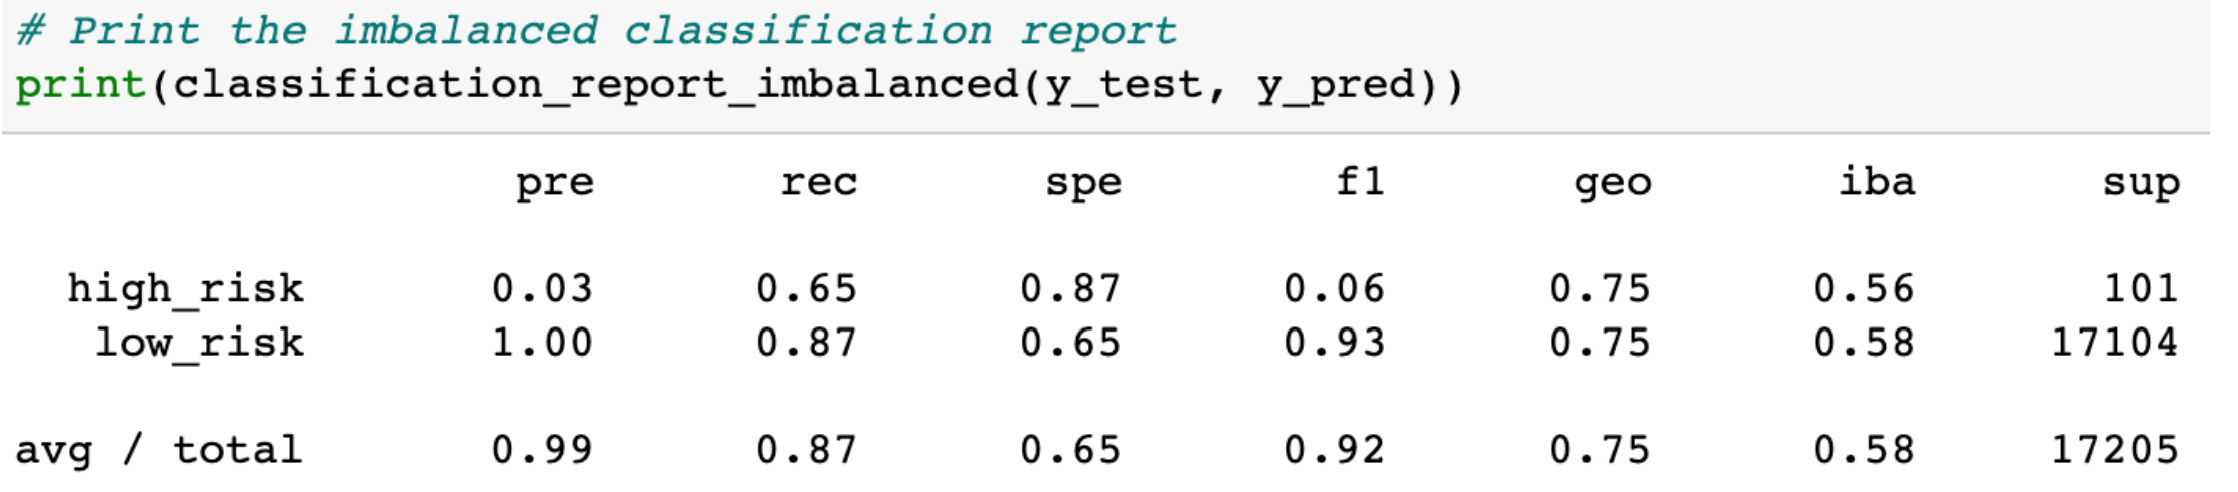 # Print the imbalanced classification report
print(classification_report_imbalanced(y_test, y_pred))
pre rec spe f1 geo iba sup
high_risk 0.03 0.65 0.87 0.06 0.75 0.56 101
low_risk 1.00 0.87 0.65 0.93 0.75 0.58 17104
avg / total 0.99 0.87 0.65 0.92 0.75 0.58 17205